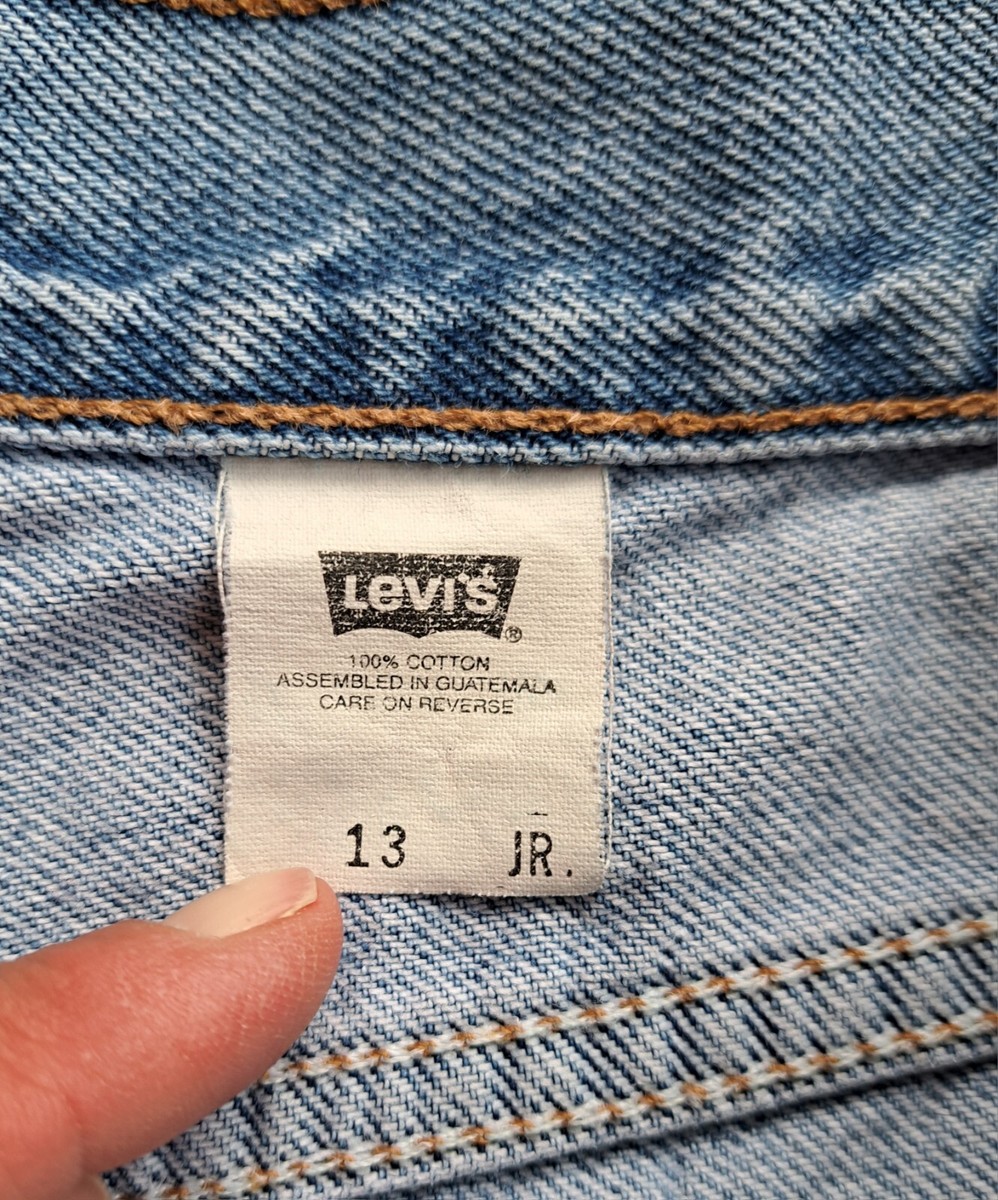 LEVI'S ®
100% COTTON
ASSEMBLED IN GUATEMALA
CARE ON REVERSE
13 JR.